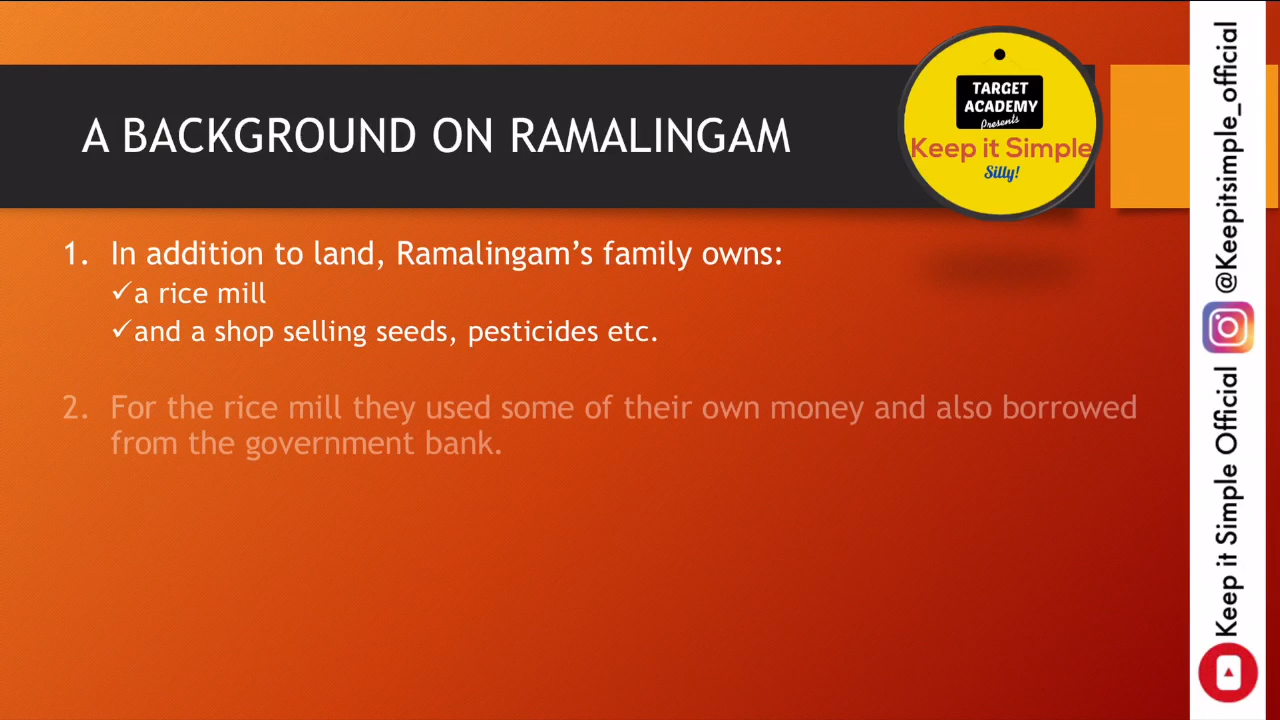 A BACKGROUND ON RAMALINGAM
TARGET
ACADEMY
Presents
Keep it Simple
Silly!
1. In addition to land, Ramalingam’s family owns:
✓a rice mill
✓and a shop selling seeds, pesticides etc.
2. For the rice mill they used some of their own money and also borrowed
from the government bank.
@Keepitsimple_official
Keep it Simple Official